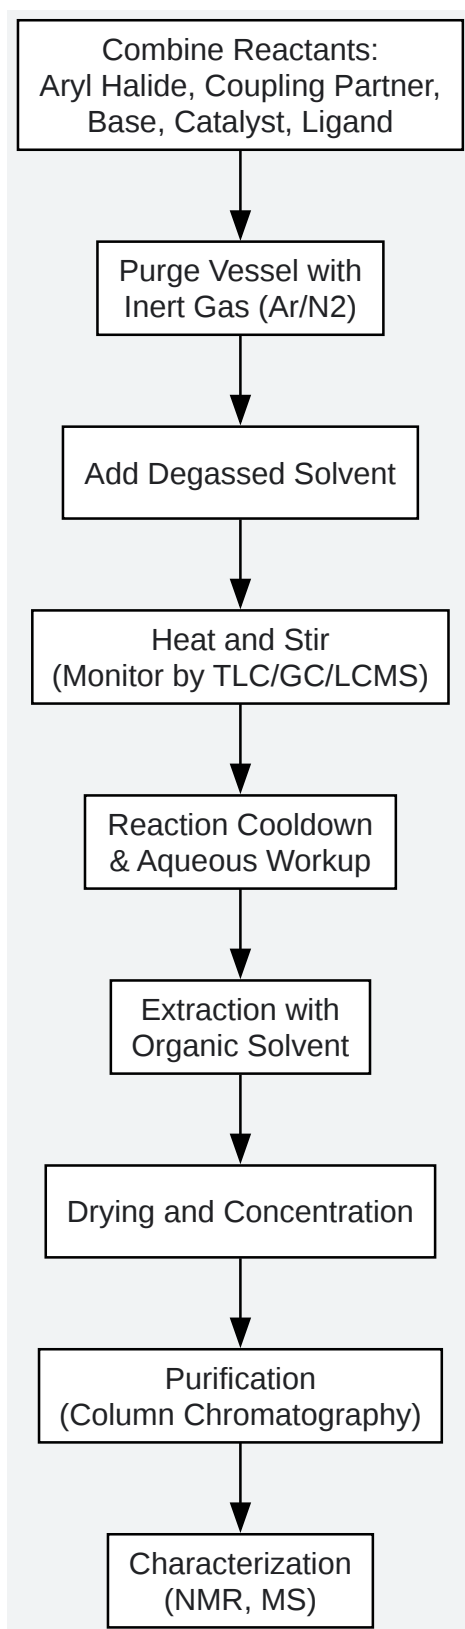 Combine Reactants:
Aryl Halide, Coupling Partner,
Base, Catalyst, Ligand
Purge Vessel with
Inert Gas (Ar/N2)
Add Degassed Solvent
Heat and Stir
(Monitor by TLC/GC/LCMS)
Reaction Cooldown
& Aqueous Workup
Extraction with
Organic Solvent
Drying and Concentration
Purification
(Column Chromatography)
Characterization
(NMR, MS)